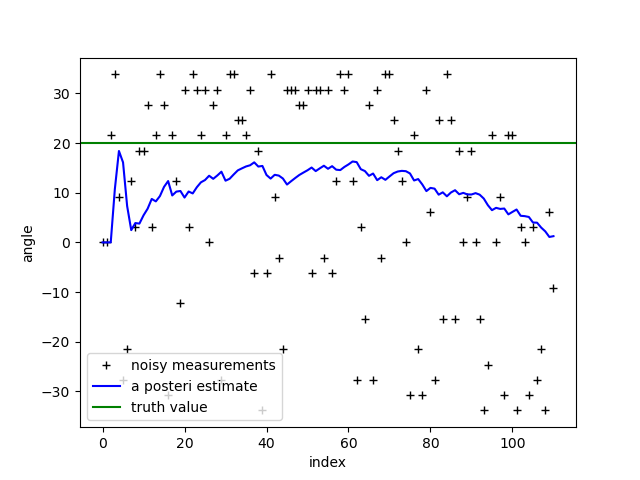 30
20
10
0
−10
−20
−30
angle
noisy measurements
a posteri estimate
truth value
0 20 40 60 80 100
index